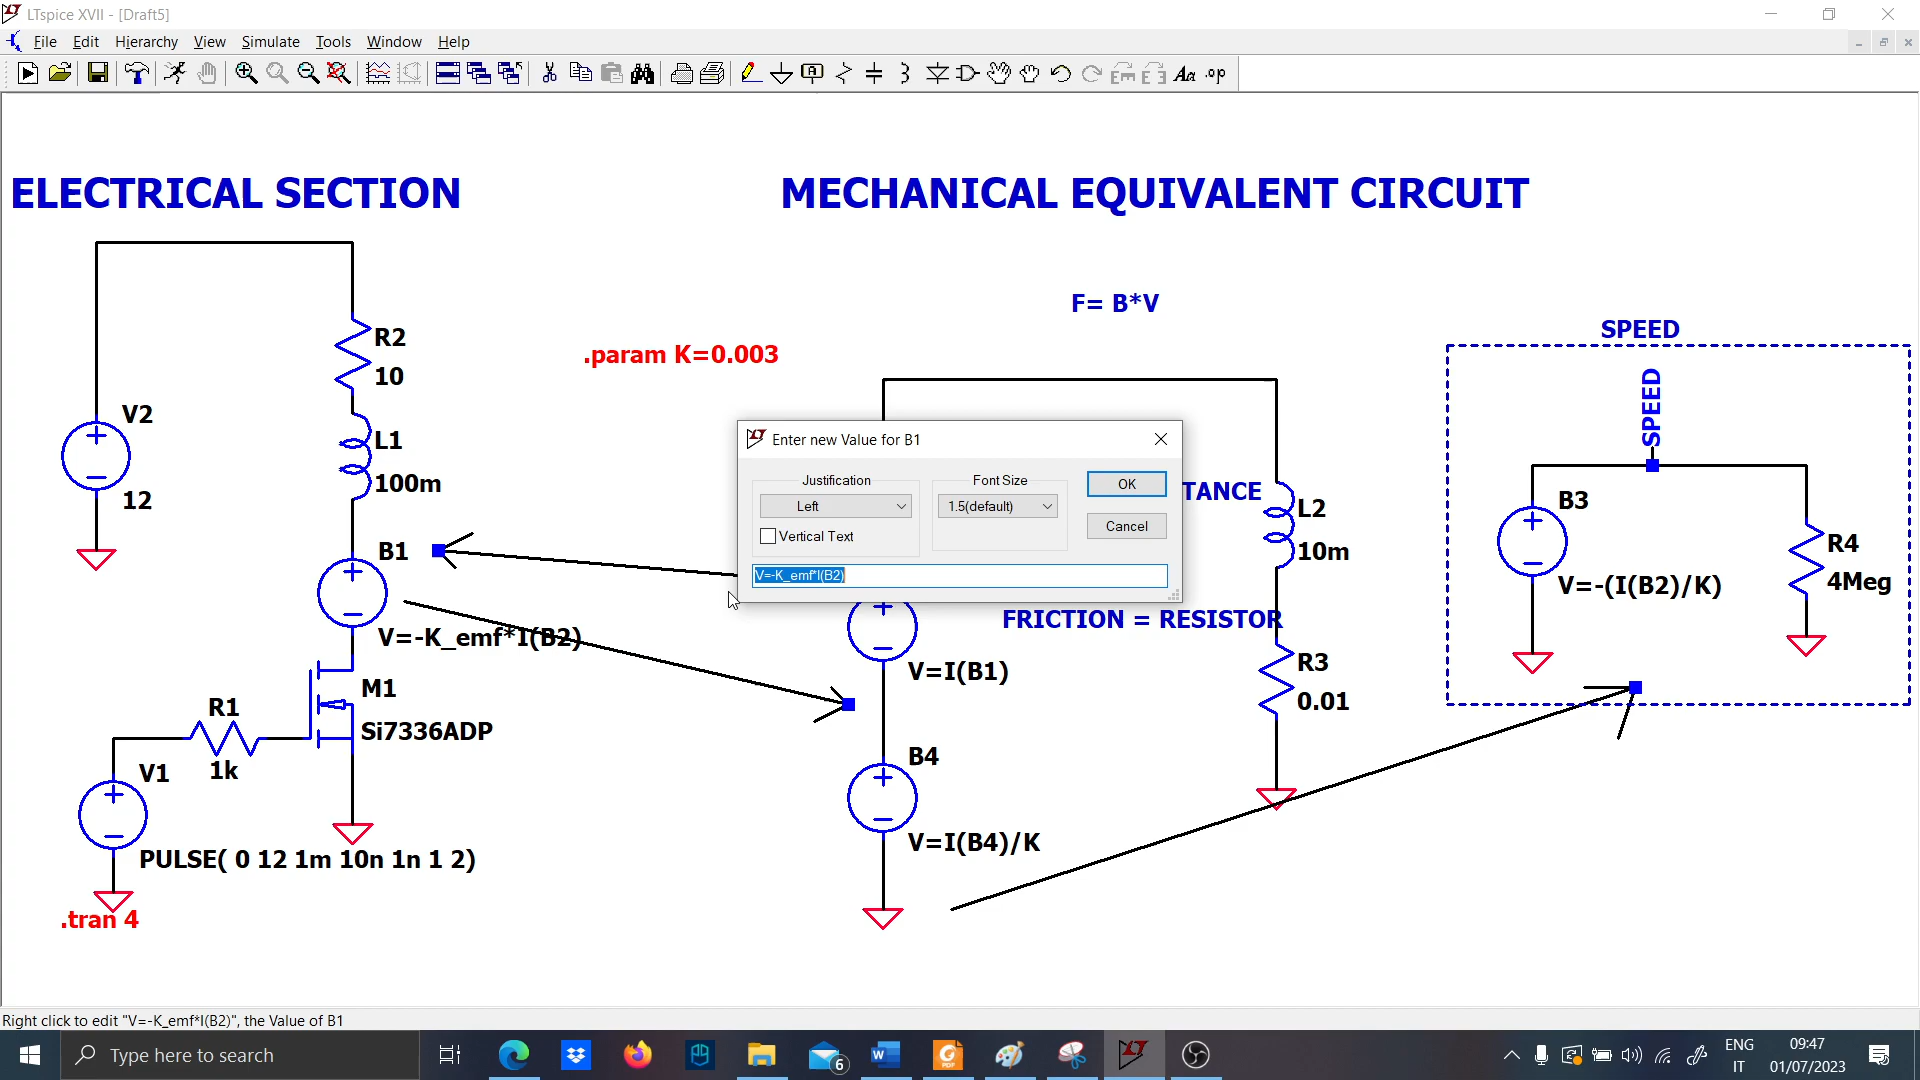 LTspice XVII - [Draft5]
File Edit Hierarchy View Simulate Tools Window Help
ELECTRICAL SECTION
MECHANICAL EQUIVALENT CIRCUIT
F= B*V
SPEED
.param K=0.003
R2
10
SPEED
V2
12
L1
100m
Enter new Value for B1
Justification
Left
Vertical Text
Font Size
1.5(default)
OK
Cancel
V=-K_emf*I(B2)
TANCE
L2
10m
B3
V=-(I(B2)/K)
R4
4Meg
B1
V=-K_emf*I(B2)
FRICTION = RESISTOR
V=I(B1)
R3
0.01
M1
Si7336ADP
R1
1k
V1
PULSE( 0 12 1m 10n 1n 1 2)
B4
V=I(B4)/K
.tran 4
Right click to edit "V=-K_emf*I(B2)", the Value of B1
Type here to search
6
ENG
IT
09:47
01/07/2023